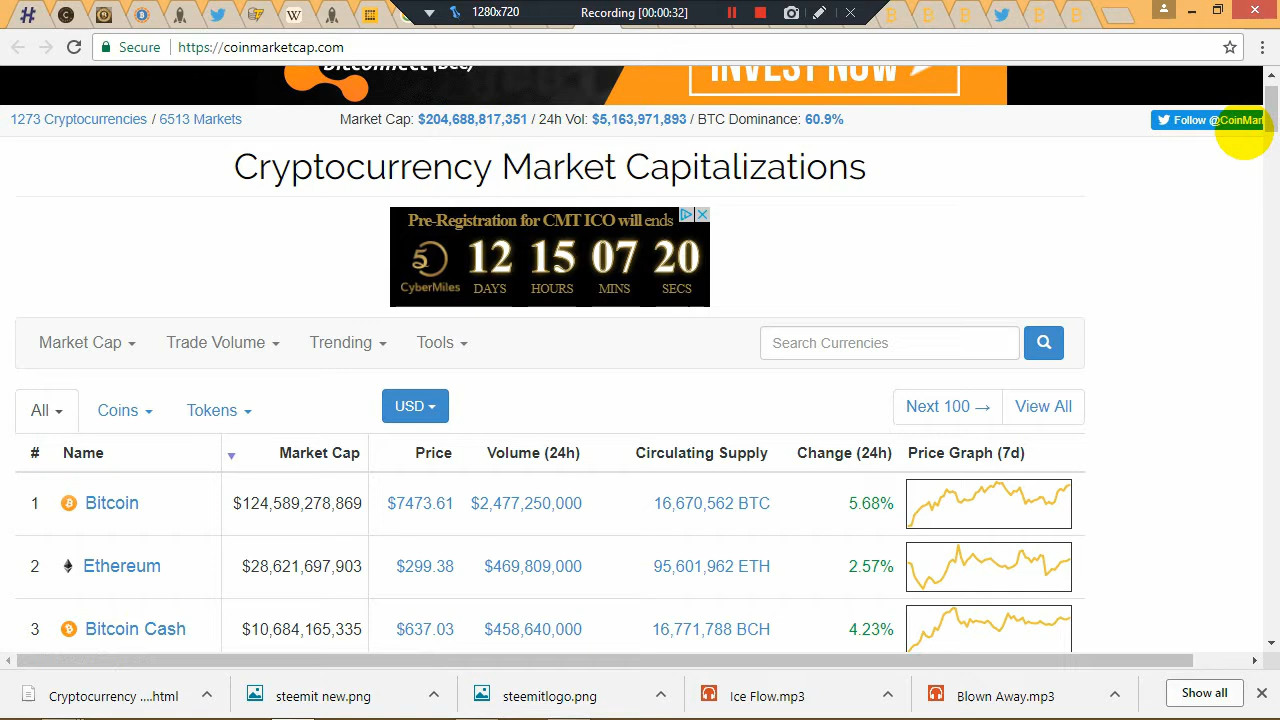 1280x720
Recording [00:00:32]
Secure
https://coinmarketcap.com
INVEST NOW
1273 Cryptocurrencies / 6513 Markets
Market Cap: $204,688,817,351 / 24h Vol: $5,163,971,893 / BTC Dominance: 60.9%
Follow @CoinMar
Cryptocurrency Market Capitalizations
Pre-Registration for CMT ICO will ends
5 12 15 07 20
CyberMiles DAYS HOURS MINS SECS
Market Cap Trade Volume Trending Tools Search Currencies
All Coins Tokens USD Next 100 → View All
# Name Market Cap Price Volume (24h) Circulating Supply Change (24h) Price Graph (7d)
1 Bitcoin $124,589,278,869 $7473.61 $2,477,250,000 16,670,562 BTC 5.68%
2 Ethereum $28,621,697,903 $299.38 $469,809,000 95,601,962 ETH 2.57%
3 Bitcoin Cash $10,684,165,335 $637.03 $458,640,000 16,771,788 BCH 4.23%
Cryptocurrency ....html steemit new.png steemitlogo.png Ice Flow.mp3 Blown Away.mp3 Show all